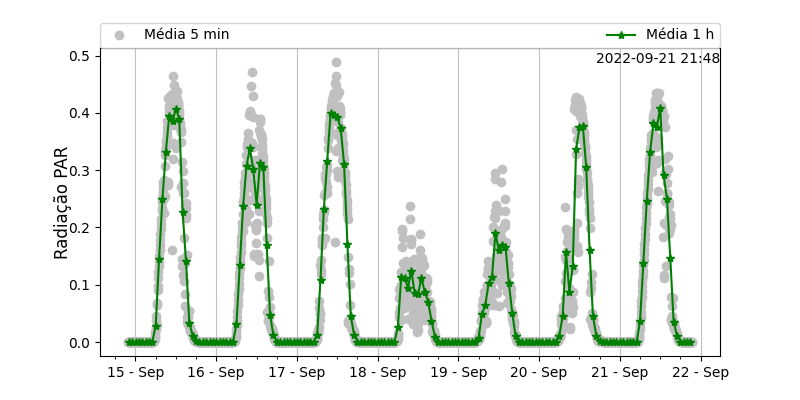 Média 5 min
Média 1 h
2022-09-21 21:48
Radiação PAR
0.5
0.4
0.3
0.2
0.1
0.0
15 - Sep
16 - Sep
17 - Sep
18 - Sep
19 - Sep
20 - Sep
21 - Sep
22 - Sep